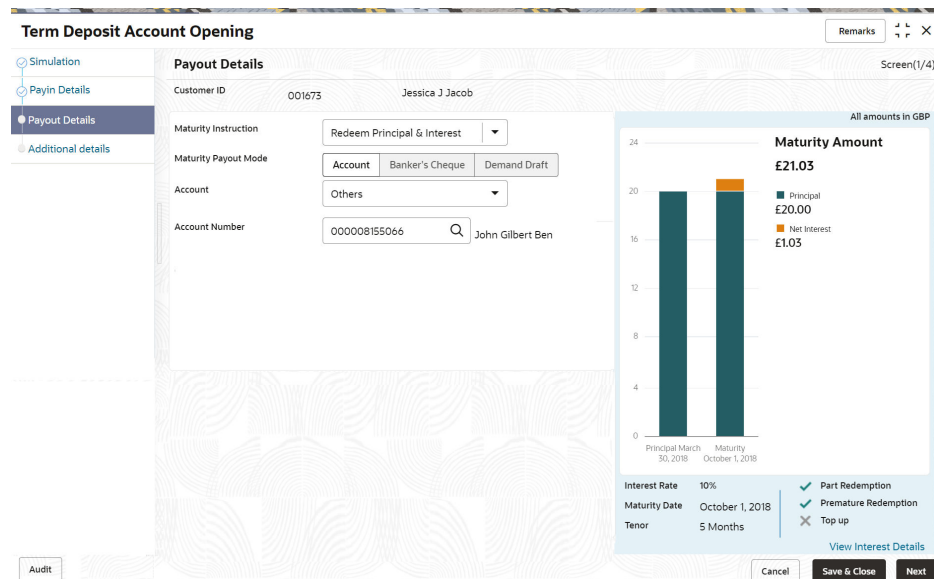 Term Deposit Account Opening
Remarks
Simulation
Payin Details
Payout Details
Additional details
Payout Details
Screen(1/4)
Customer ID 001673 Jessica J Jacob
Maturity Instruction Redeem Principal & Interest
Maturity Payout Mode Account Banker's Cheque Demand Draft
Account Others
Account Number 000008155066 John Gilbert Ben
All amounts in GBP
24
20
16
12
8
4
0
Principal March
30, 2018
Maturity
October 1, 2018
Maturity Amount
£21.03
Principal
£20.00
Net Interest
£1.03
Interest Rate 10%
Maturity Date October 1, 2018
Tenor 5 Months
Part Redemption
Premature Redemption
Top up
View Interest Details
Audit
Cancel Save & Close Next